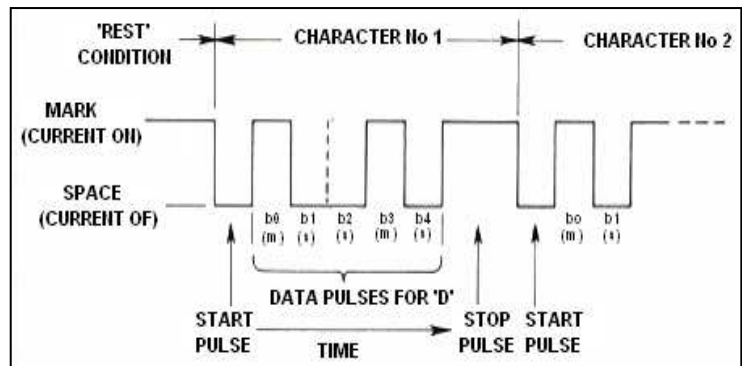 'REST'
CONDITION
CHARACTER No 1
CHARACTER No 2
MARK
(CURRENT ON)
SPACE
(CURRENT OF)
b0 b1 b2 b3 b4
(m) (s) (s) (m) (s)
bo b1
(m) (s)
DATA PULSES FOR 'D'
START
PULSE
TIME
STOP
PULSE
START
PULSE